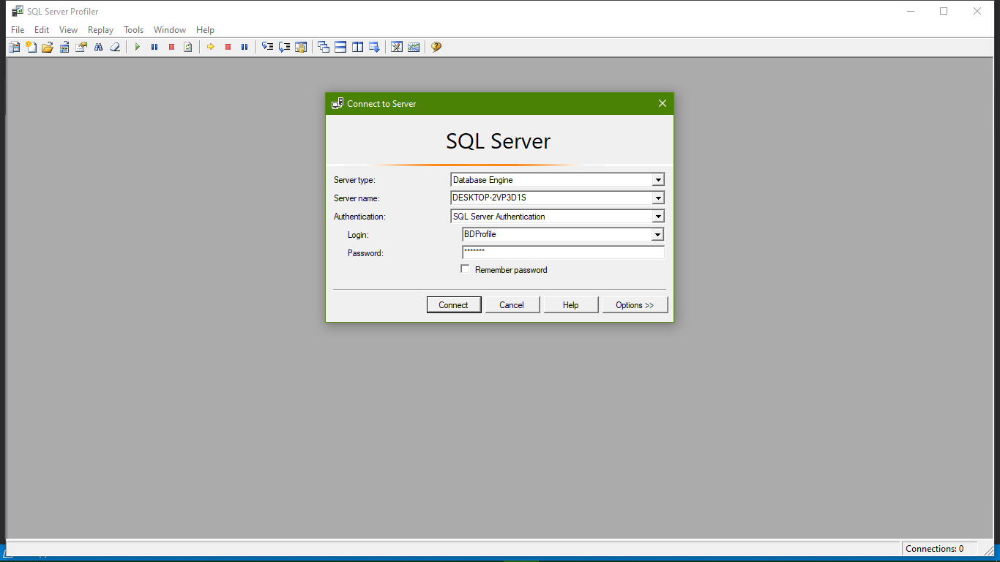 SQL Server Profiler
File Edit View Replay Tools Window Help
Connect to Server
SQL Server
Server type: Database Engine
Server name: DESKTOP-2VP3D1S
Authentication: SQL Server Authentication
Login: BDProfile
Password: *******
Remember password
Connect Cancel Help Options >>
Connections: 0